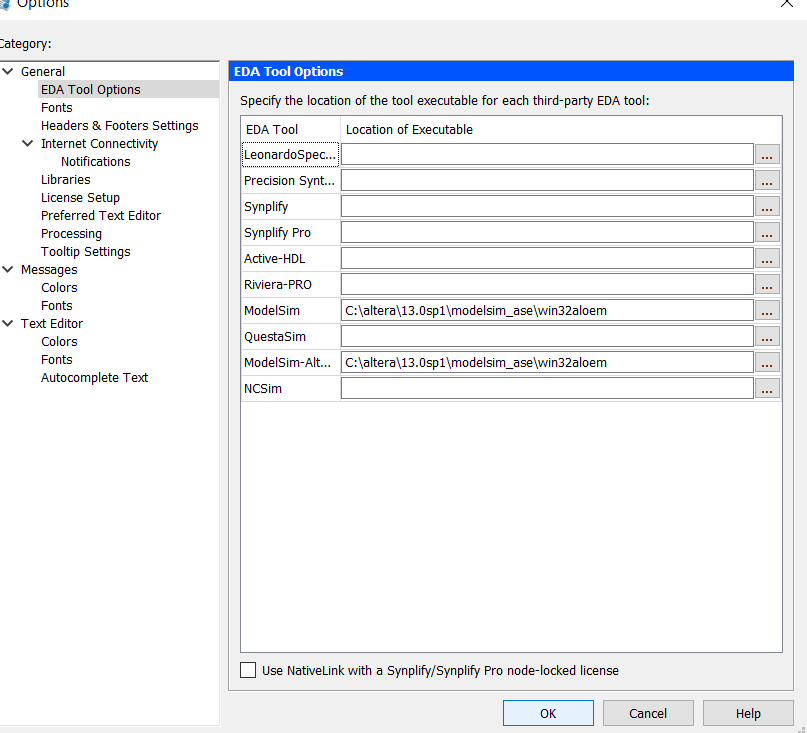 Options
Category:
General
EDA Tool Options
Fonts
Headers & Footers Settings
Internet Connectivity
Notifications
Libraries
License Setup
Preferred Text Editor
Processing
Tooltip Settings
Messages
Colors
Fonts
Text Editor
Colors
Fonts
Autocomplete Text
EDA Tool Options
Specify the location of the tool executable for each third-party EDA tool:
EDA Tool Location of Executable
LeonardoSpec... ...
Precision Synt... ...
Synplify ...
Synplify Pro ...
Active-HDL ...
Riviera-PRO ...
ModelSim C:\altera\13.0sp1\modelsim_ase\win32aloem ...
QuestaSim ...
ModelSim-Alt... C:\altera\13.0sp1\modelsim_ase\win32aloem ...
NCSim ...
Use NativeLink with a Synplify/Synplify Pro node-locked license
OK Cancel Help